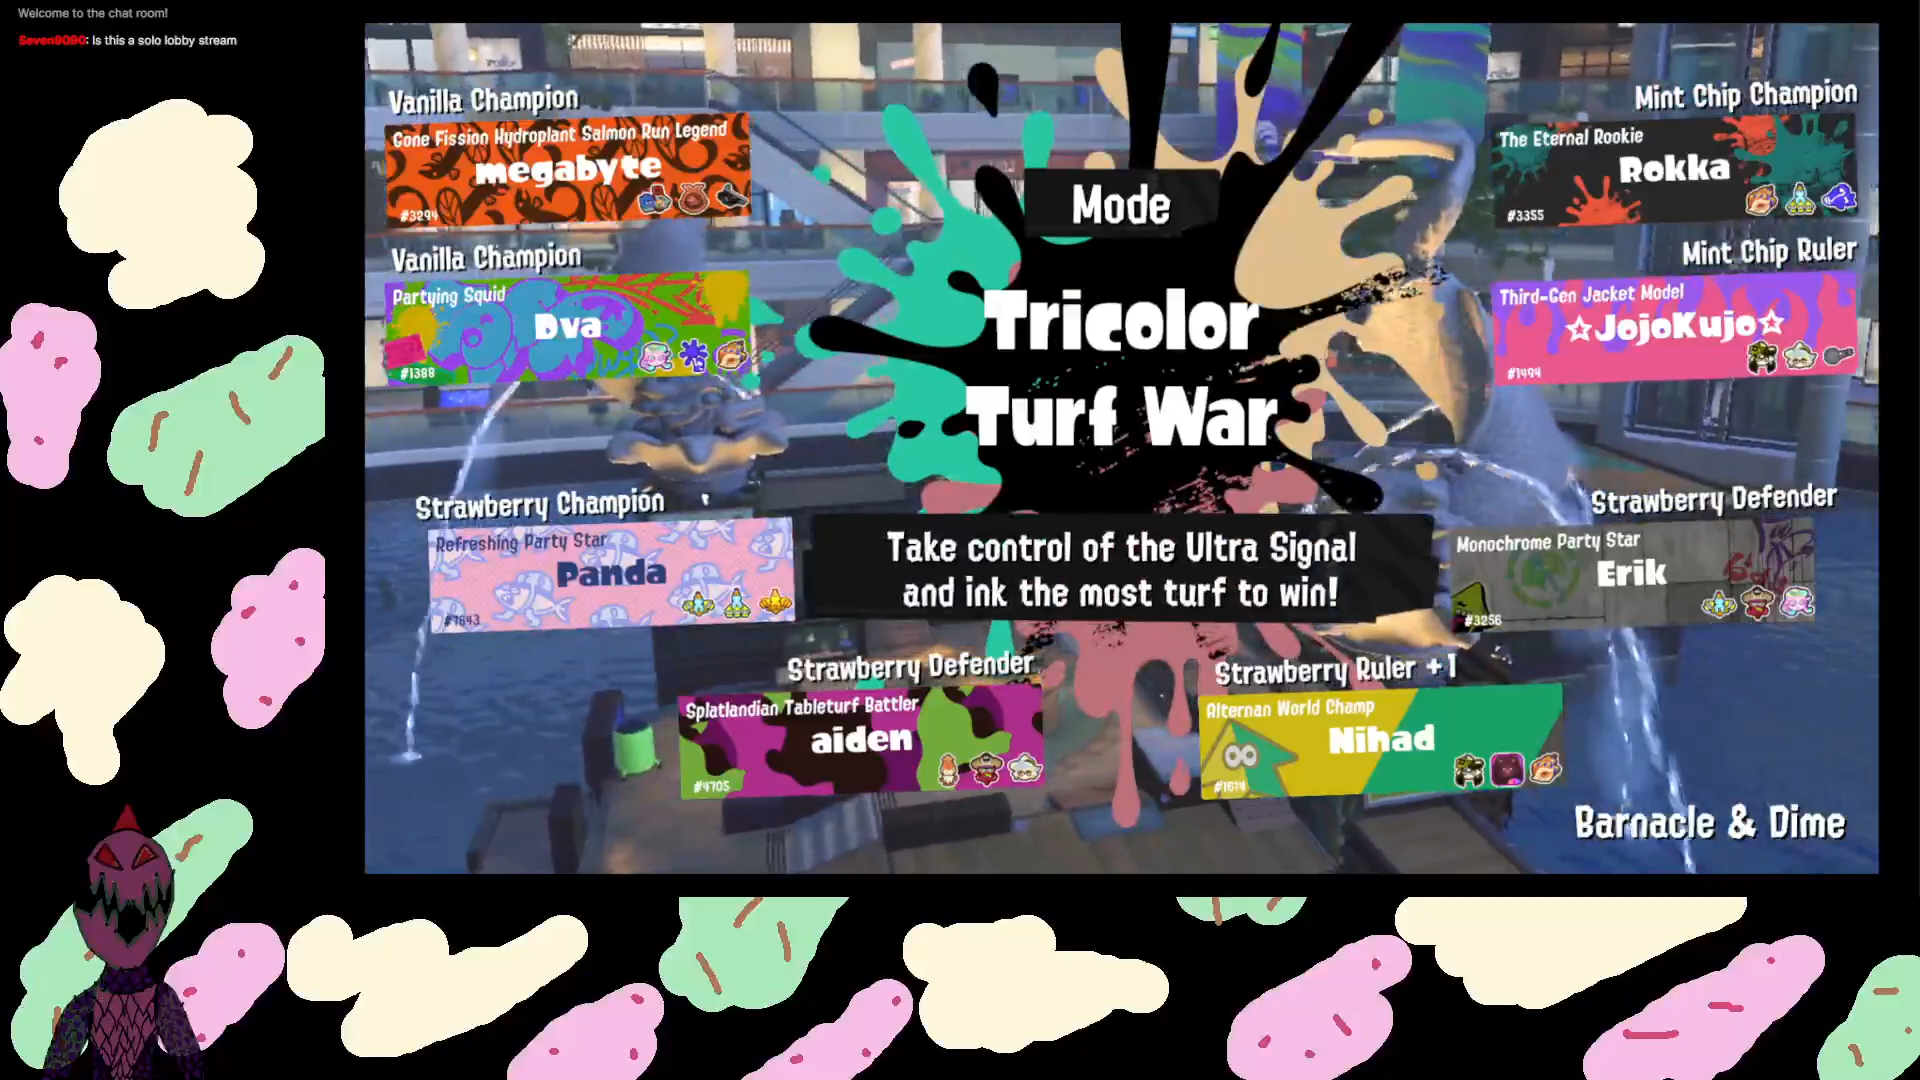 Welcome to the chat room!
Seven9090: Is this a solo lobby stream
Vanilla Champion
Gone Fission Hydroplant Salmon Run Legend
megabyte
#3294
Vanilla Champion
Partying Squid
Dva
#1388
Strawberry Champion
Refreshing Party Star
Panda
#1643
Strawberry Defender
Splatlandian Tableturf Battler
aiden
#4705
Mode
Tricolor
Turf War
Take control of the Ultra Signal
and ink the most turf to win!
Mint Chip Champion
The Eternal Rookie
Rokka
#3355
Mint Chip Ruler
Third-Gen Jacket Model
☆JojoKujo☆
#1494
Strawberry Defender
Monochrome Party Star
Erik
#3256
Strawberry Ruler +1
Alternan World Champ
Nihad
#1614
Barnacle & Dime